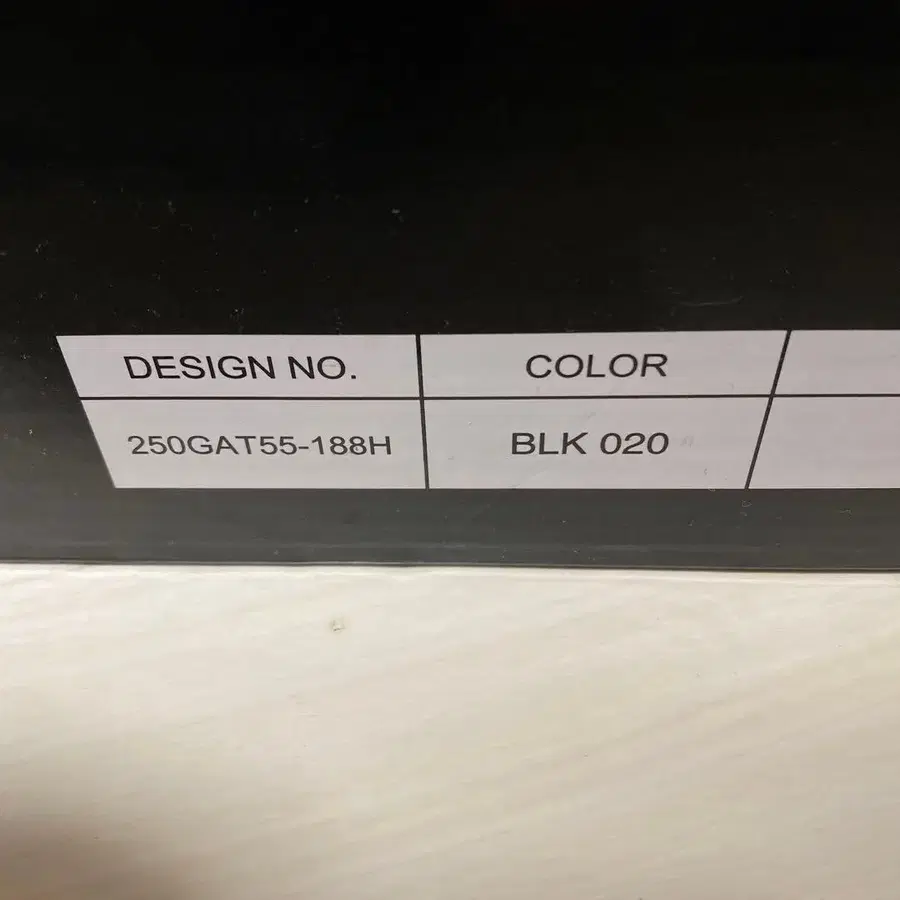 DESIGN NO. COLOR
250GAT55-188H BLK 020